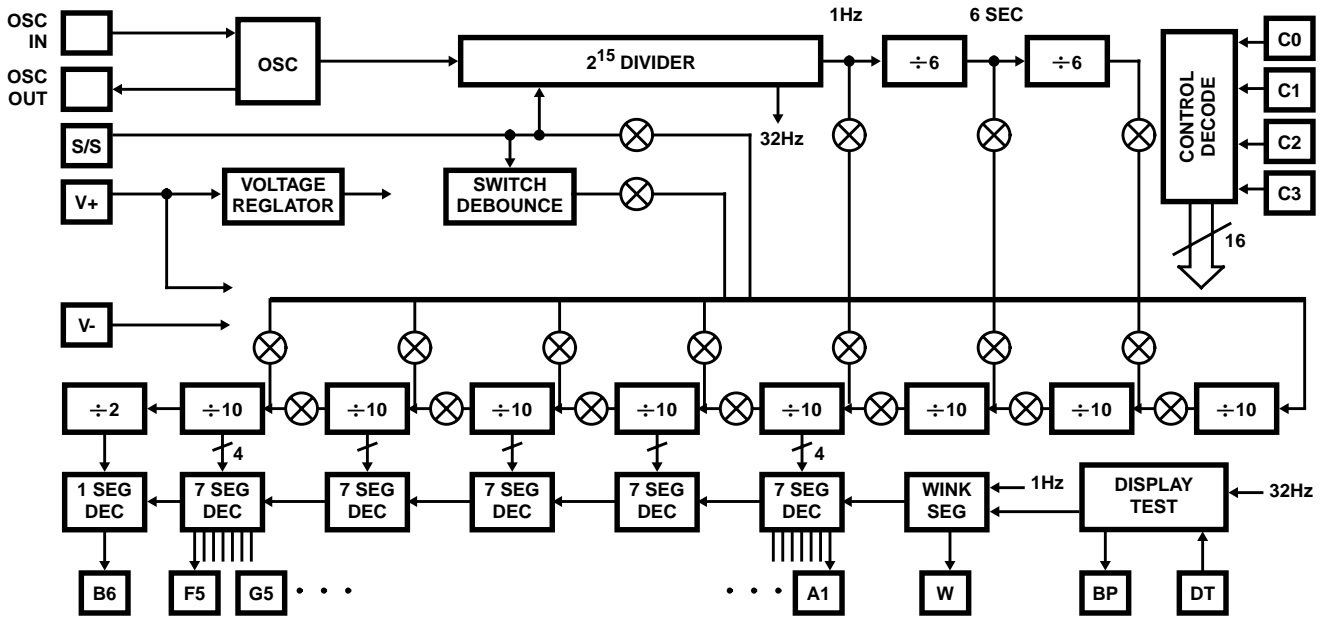 OSC IN
OSC
2^15 DIVIDER
1Hz
÷6
6 SEC
÷6
CONTROL DECODE
C0
C1
C2
C3
16
OSC OUT
32Hz
S/S
V+
VOLTAGE
REGLATOR
SWITCH
DEBOUNCE
V-
÷2
÷10
÷10
÷10
÷10
÷10
÷10
÷10
÷10
4
4
1 SEG
DEC
7 SEG
DEC
7 SEG
DEC
7 SEG
DEC
7 SEG
DEC
7 SEG
DEC
WINK
SEG
1Hz
DISPLAY
TEST
32Hz
B6
F5
G5
• • •
• • •
A1
W
BP
DT